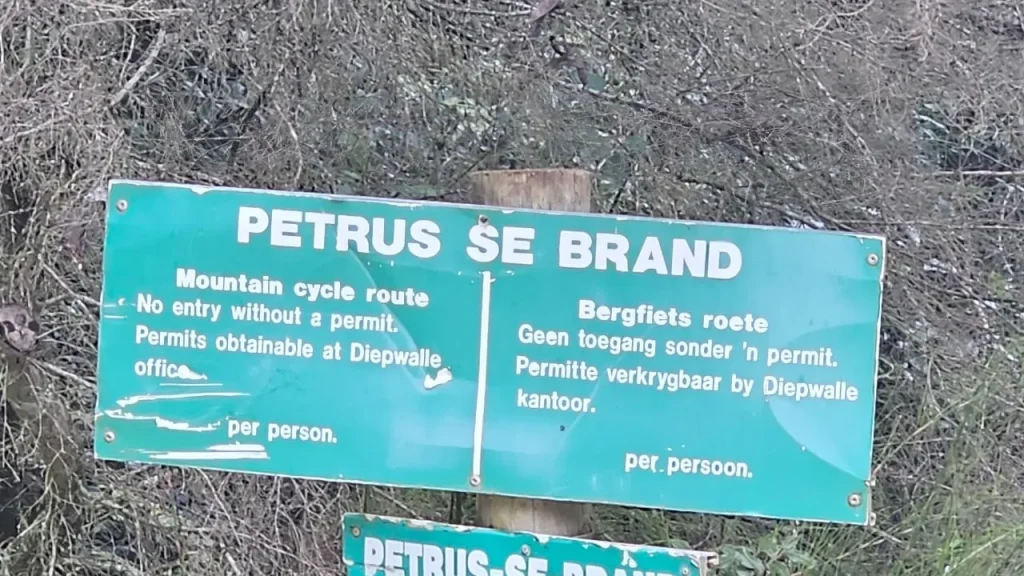 PETRUS SE BRAND
Mountain cycle route
No entry without a permit.
Permits obtainable at Diepwalle
office
per person.
Bergfiets roete
Geen toegang sonder 'n permit.
Permitte verkrygbaar by Diepwalle
kantoor.
per persoon.
PETRUS-SE BRAND